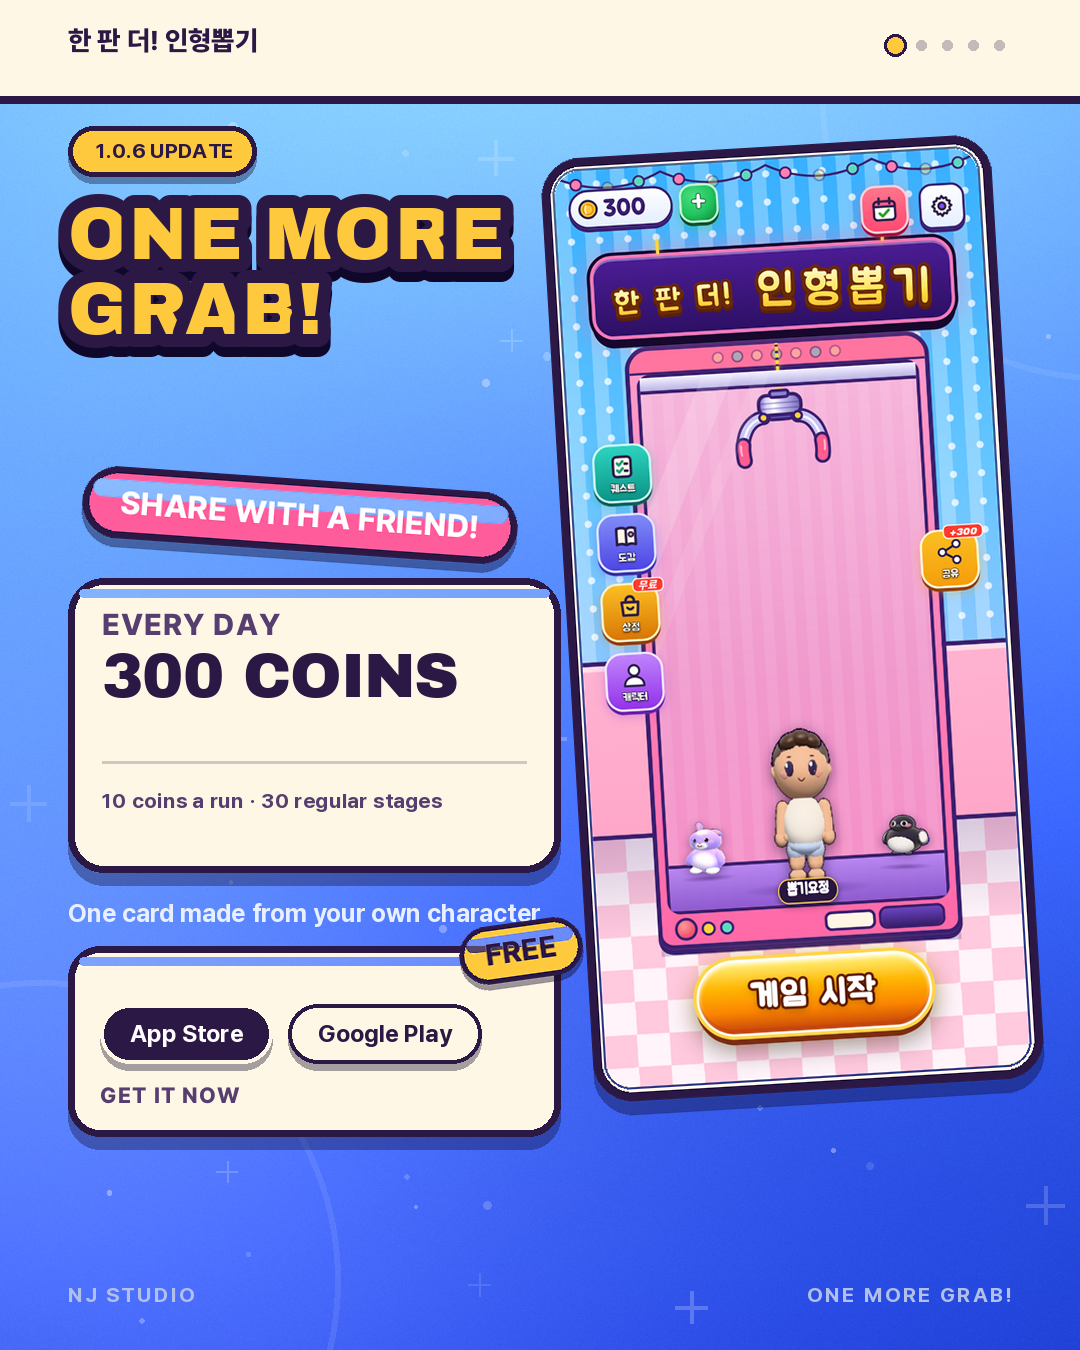 한 판 더! 인형뽑기
1.0.6 UPDATE
ONE MORE
GRAB!
SHARE WITH A FRIEND!
EVERY DAY
300 COINS
10 coins a run · 30 regular stages
One card made from your own character
FREE
App Store
Google Play
GET IT NOW
300
+
한 판 더! 인형뽑기
퀘스트
도감
무료
상점
캐릭터
+300
공유
뽑기요정
게임 시작
NJ STUDIO
ONE MORE GRAB!